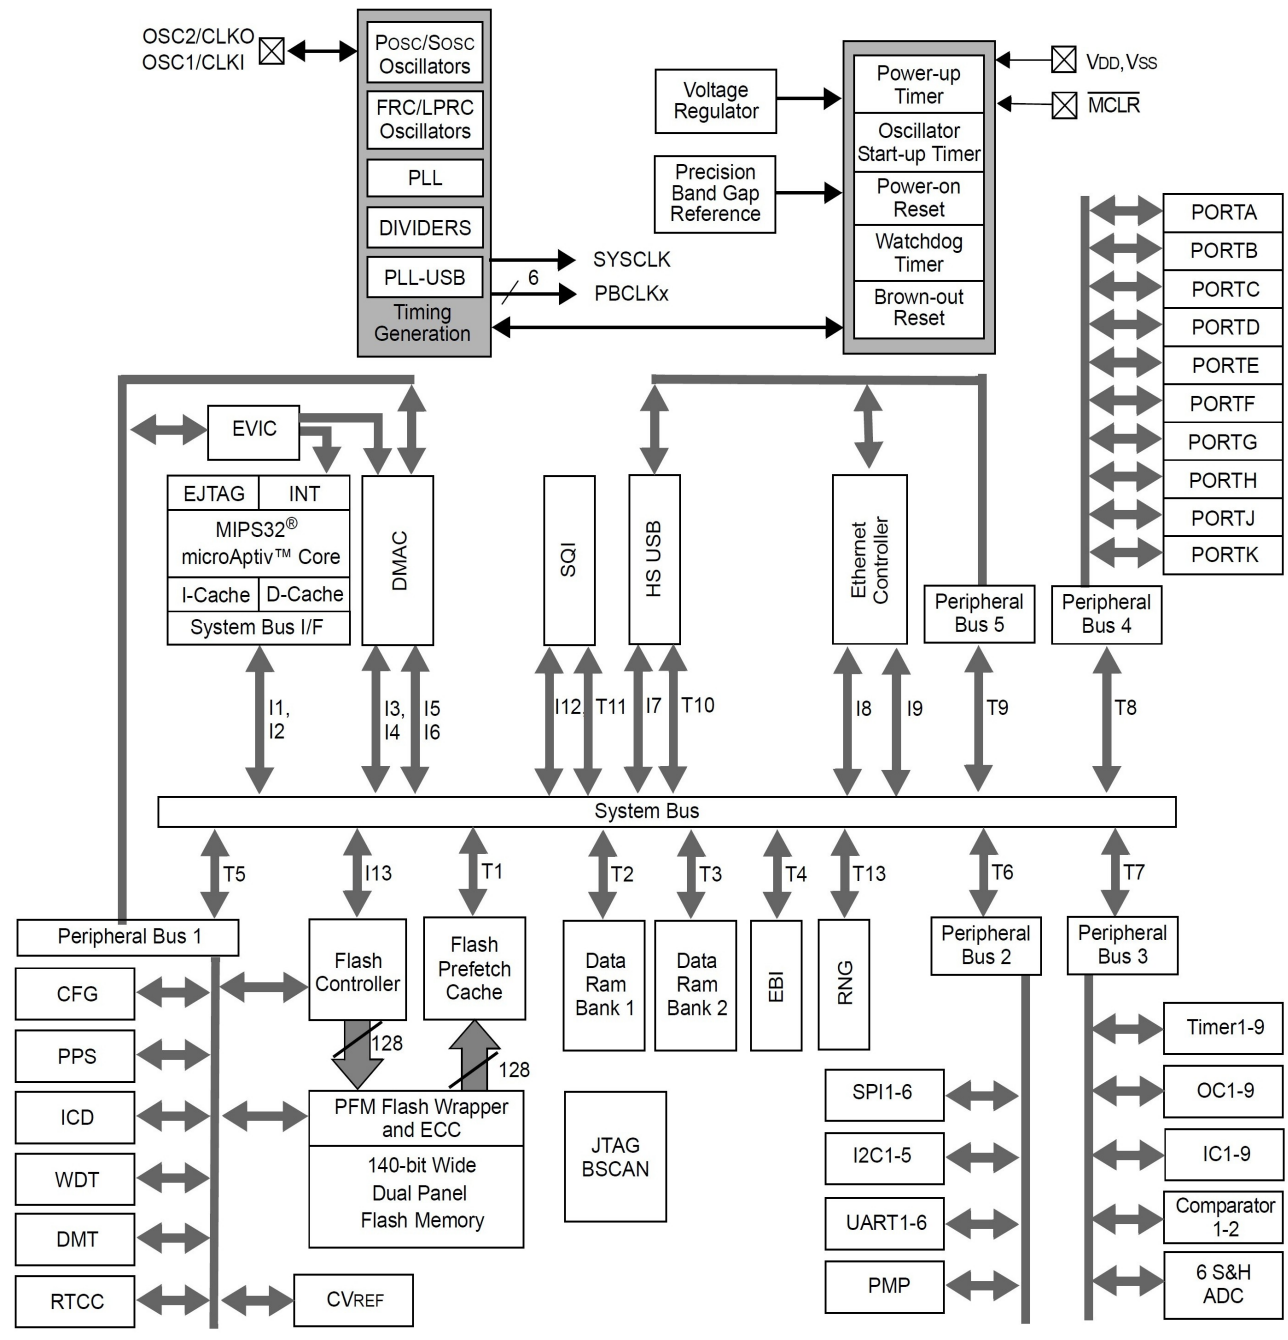 OSC2/CLKO
OSC1/CLKI
POSC/SOSC
Oscillators
FRC/LPRC
Oscillators
PLL
DIVIDERS
PLL-USB
Timing
Generation
SYSCLK
6
PBCLKx
Voltage
Regulator
Precision
Band Gap
Reference
Power-up
Timer
Oscillator
Start-up Timer
Power-on
Reset
Watchdog
Timer
Brown-out
Reset
VDD,VSS
MCLR
PORTA
PORTB
PORTC
PORTD
PORTE
PORTF
PORTG
PORTH
PORTJ
PORTK
EVIC
EJTAG
INT
MIPS32®
microAptiv™ Core
I-Cache
D-Cache
System Bus I/F
DMAC
SQI
HS USB
Ethernet
Controller
Peripheral
Bus 5
Peripheral
Bus 4
I1,
I2
I3,
I4
I5
I6
I12,
T11
I7
T10
I8
I9
T9
T8
System Bus
T5
I13
T1
T2
T3
T4
T13
T6
T7
Peripheral Bus 1
Flash
Controller
Flash
Prefetch
Cache
Data
Ram
Bank 1
Data
Ram
Bank 2
EBI
RNG
Peripheral
Bus 2
Peripheral
Bus 3
CFG
PPS
ICD
WDT
DMT
RTCC
128
128
PFM Flash Wrapper
and ECC
140-bit Wide
Dual Panel
Flash Memory
CVREF
JTAG
BSCAN
SPI1-6
I2C1-5
UART1-6
PMP
Timer1-9
OC1-9
IC1-9
Comparator
1-2
6 S&H
ADC